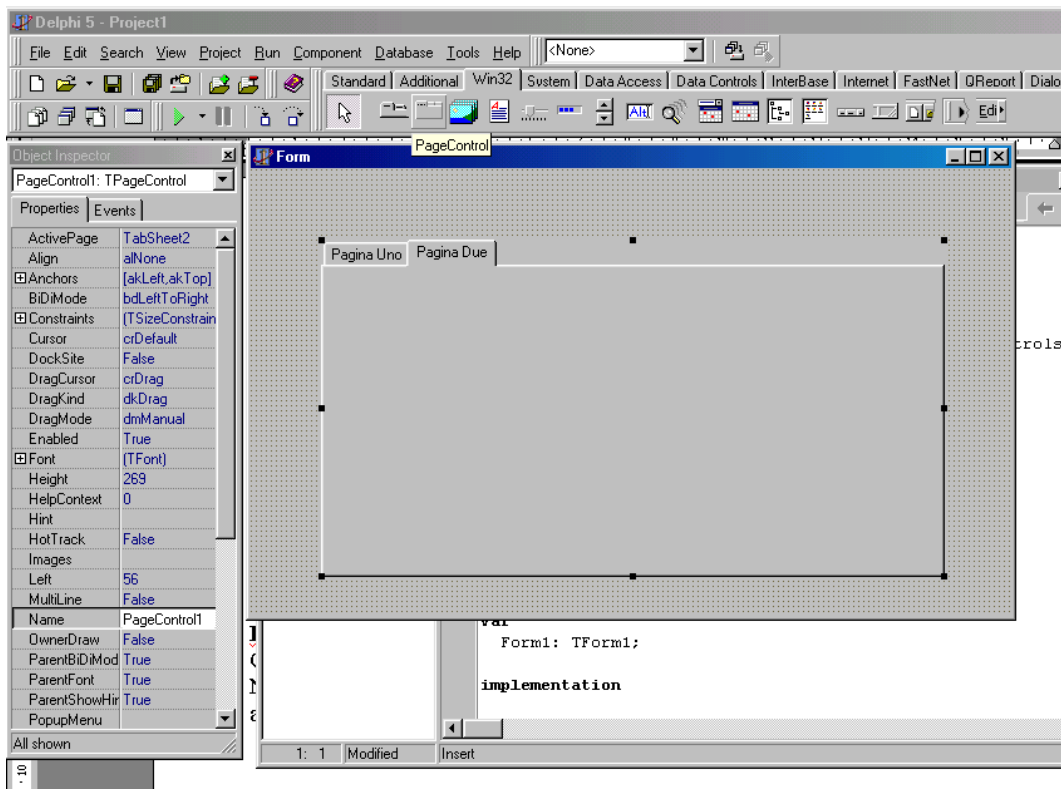 Delphi 5 - Project1
File Edit Search View Project Run Component Database Tools Help <None>
Standard Additional Win32 System Data Access Data Controls InterBase Internet FastNet QReport Dialo
PageControl
Object Inspector
PageControl1: TPageControl
Properties Events
ActivePage TabSheet2
Align alNone
Anchors [akLeft,akTop]
BiDiMode bdLeftToRight
Constraints (TSizeConstrain
Cursor crDefault
DockSite False
DragCursor crDrag
DragKind dkDrag
DragMode dmManual
Enabled True
Font (TFont)
Height 269
HelpContext 0
Hint
HotTrack False
Images
Left 56
MultiLine False
Name PageControl1
OwnerDraw False
ParentBiDiMod True
ParentFont True
ParentShowHir True
PopupMenu
All shown
Form
Pagina Uno Pagina Due
trols
var
Form1: TForm1;
implementation
1: 1 Modified Insert
10